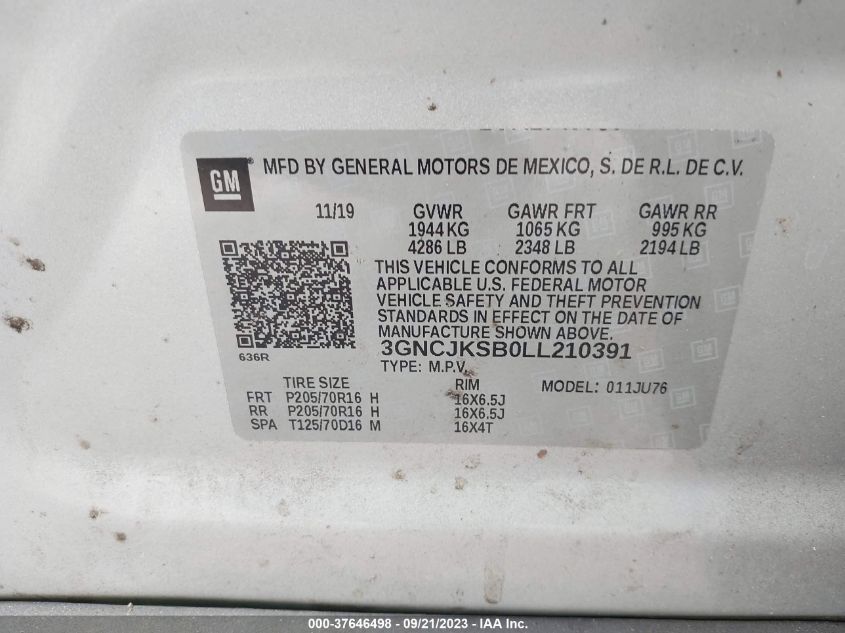 GM ® MFD BY GENERAL MOTORS DE MEXICO, S. DE R.L. DE C.V.
11/19 GVWR GAWR FRT GAWR RR
1944 KG 1065 KG 995 KG
4286 LB 2348 LB 2194 LB
THIS VEHICLE CONFORMS TO ALL
APPLICABLE U.S. FEDERAL MOTOR
VEHICLE SAFETY AND THEFT PREVENTION
STANDARDS IN EFFECT ON THE DATE OF
MANUFACTURE SHOWN ABOVE.
636R
3GNCJKSB0LL210391
TYPE: M.P.V.
TIRE SIZE RIM MODEL: 011JU76
FRT P205/70R16 H 16X6.5J
RR P205/70R16 H 16X6.5J
SPA T125/70D16 M 16X4T
000-37646498 - 09/21/2023 - IAA Inc.